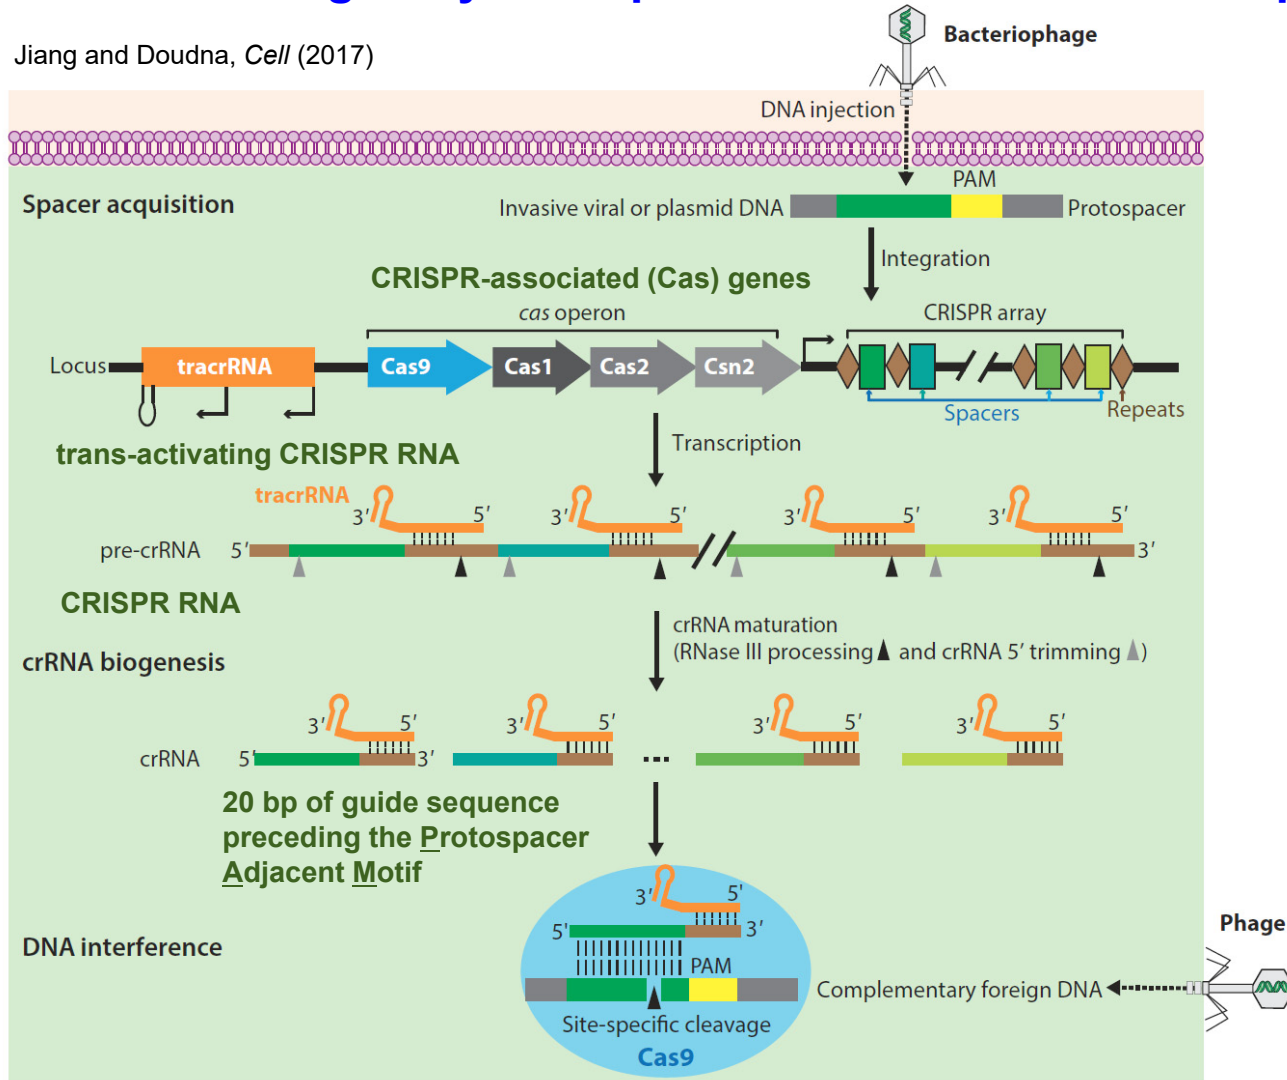 Jiang and Doudna, Cell (2017)
Bacteriophage
DNA injection
Spacer acquisition
PAM
Invasive viral or plasmid DNA
Protospacer
Integration
CRISPR-associated (Cas) genes
cas operon
CRISPR array
Locus
tracrRNA
Cas9
Cas1
Cas2
Csn2
Spacers
Repeats
trans-activating CRISPR RNA
Transcription
tracrRNA
3′ 5′ 3′ 5′ 3′ 5′ 3′ 5′
pre-crRNA 5′ 3′
CRISPR RNA
crRNA biogenesis
crRNA maturation
(RNase III processing and crRNA 5′ trimming )
3′ 5′ 3′ 5′ 3′ 5′ 3′ 5′
crRNA 5′ 3′
20 bp of guide sequence
preceding the Protospacer
Adjacent Motif
3′ 5′
5′ 3′
DNA interference
PAM
Site-specific cleavage
Cas9
Complementary foreign DNA
Phage